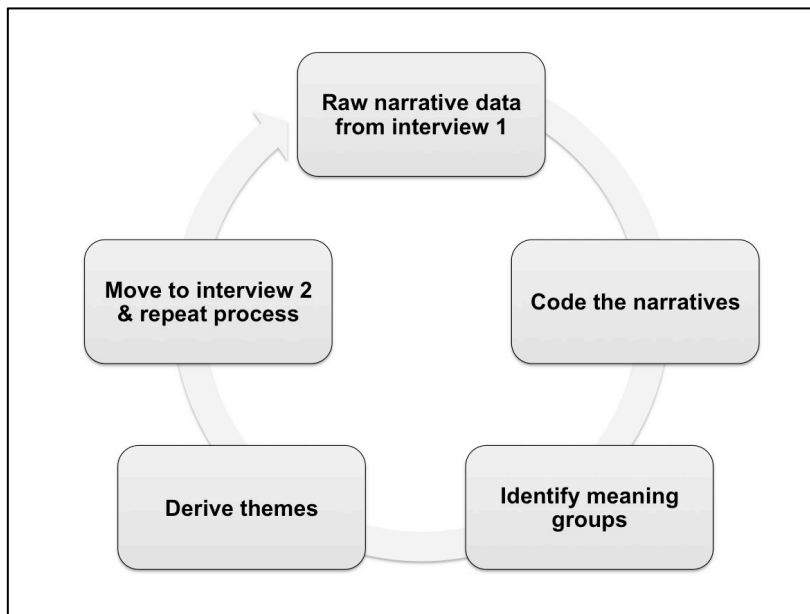 Raw narrative data
from interview 1
Code the narratives
Identify meaning
groups
Derive themes
Move to interview 2
& repeat process